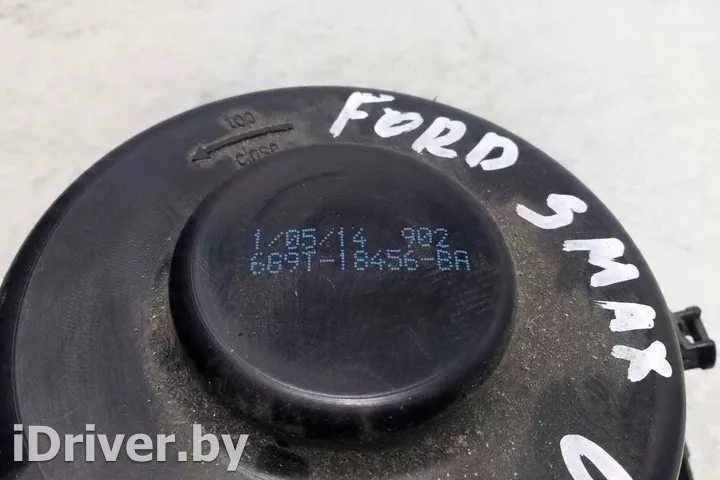 top
close
FORD SMAX
1/05/14 902
6G9T-18456-BA
iDriver.by